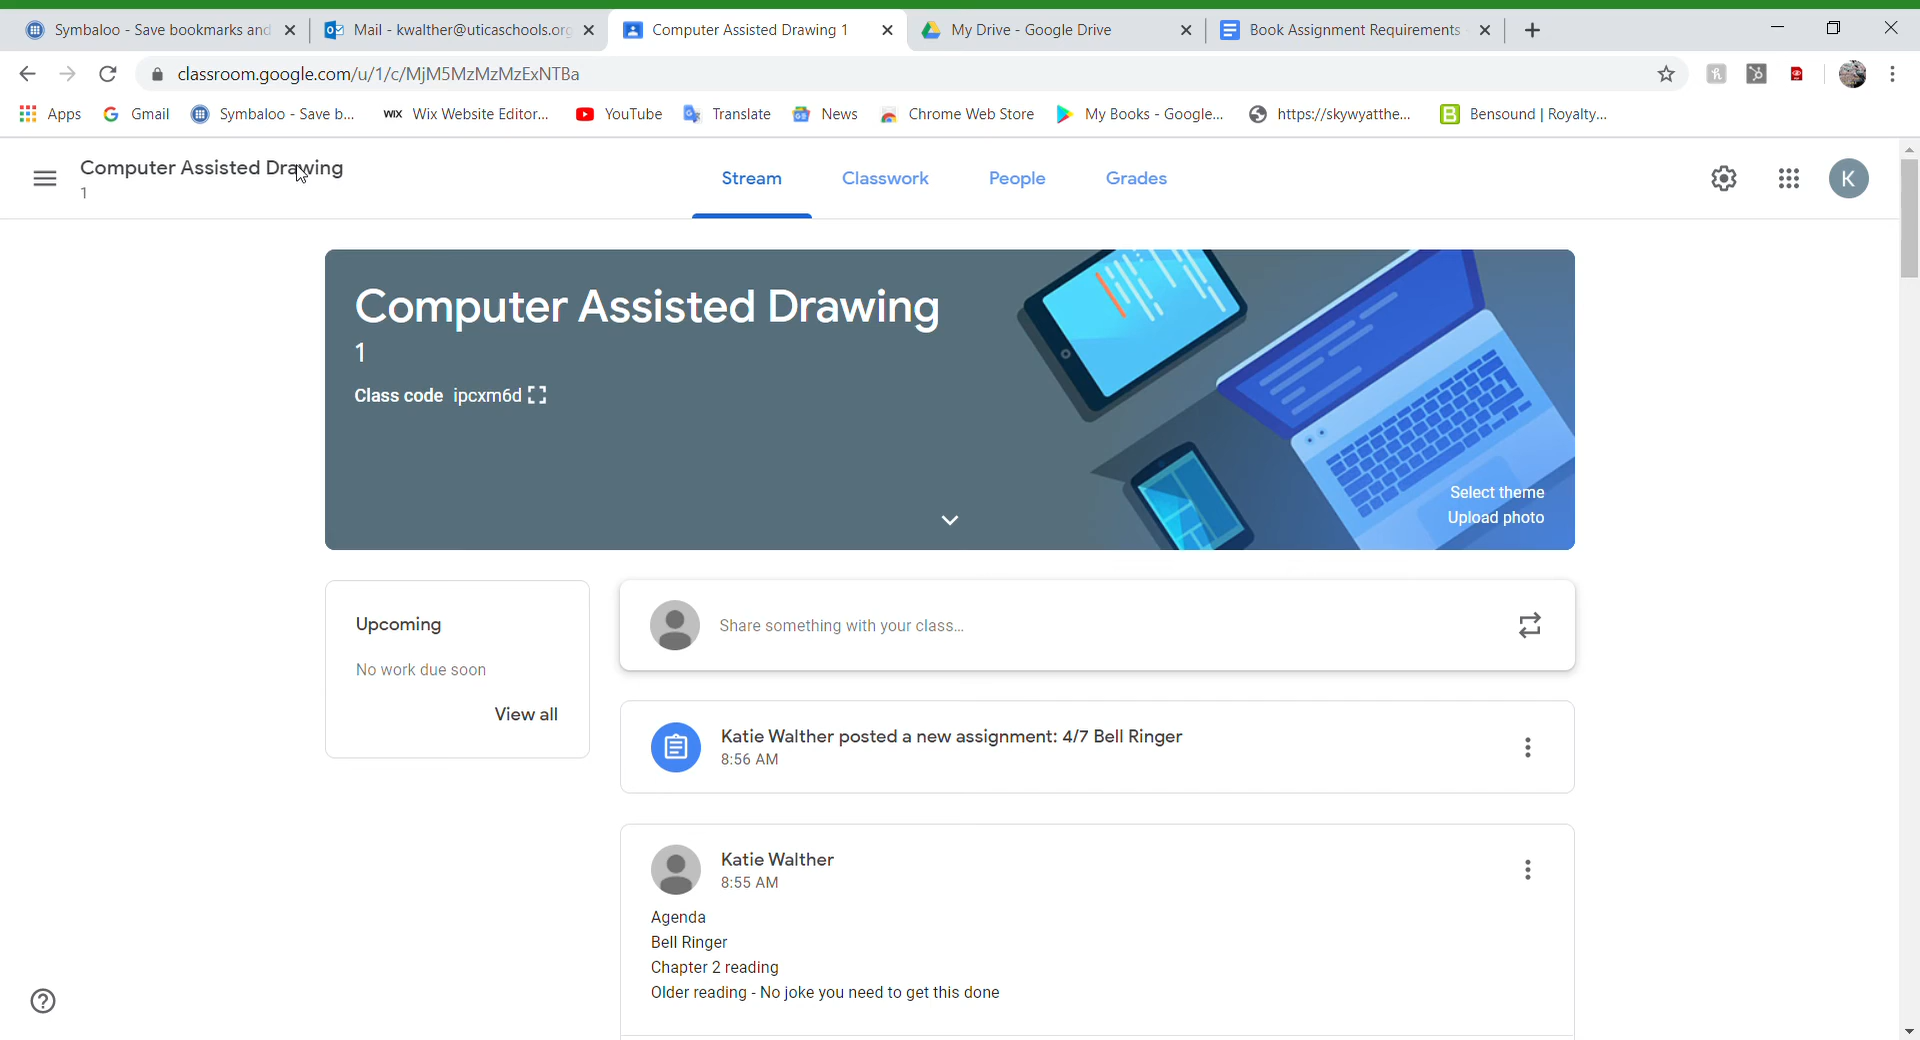 Symbaloo - Save bookmarks and
Mail - kwalther@uticaschools.org
Computer Assisted Drawing 1
My Drive - Google Drive
Book Assignment Requirements
classroom.google.com/u/1/c/MjM5MzMzMzExNTBa
Apps
Gmail
Symbaloo - Save b...
WIX Wix Website Editor...
YouTube
Translate
News
Chrome Web Store
My Books - Google...
https://skywyatthe...
B Bensound | Royalty...
Computer Assisted Drawing
1
Stream
Classwork
People
Grades
K
Computer Assisted Drawing
1
Class code ipcxm6d
Select theme
Upload photo
Upcoming
No work due soon
View all
Share something with your class...
Katie Walther posted a new assignment: 4/7 Bell Ringer
8:56 AM
Katie Walther
8:55 AM
Agenda
Bell Ringer
Chapter 2 reading
Older reading - No joke you need to get this done